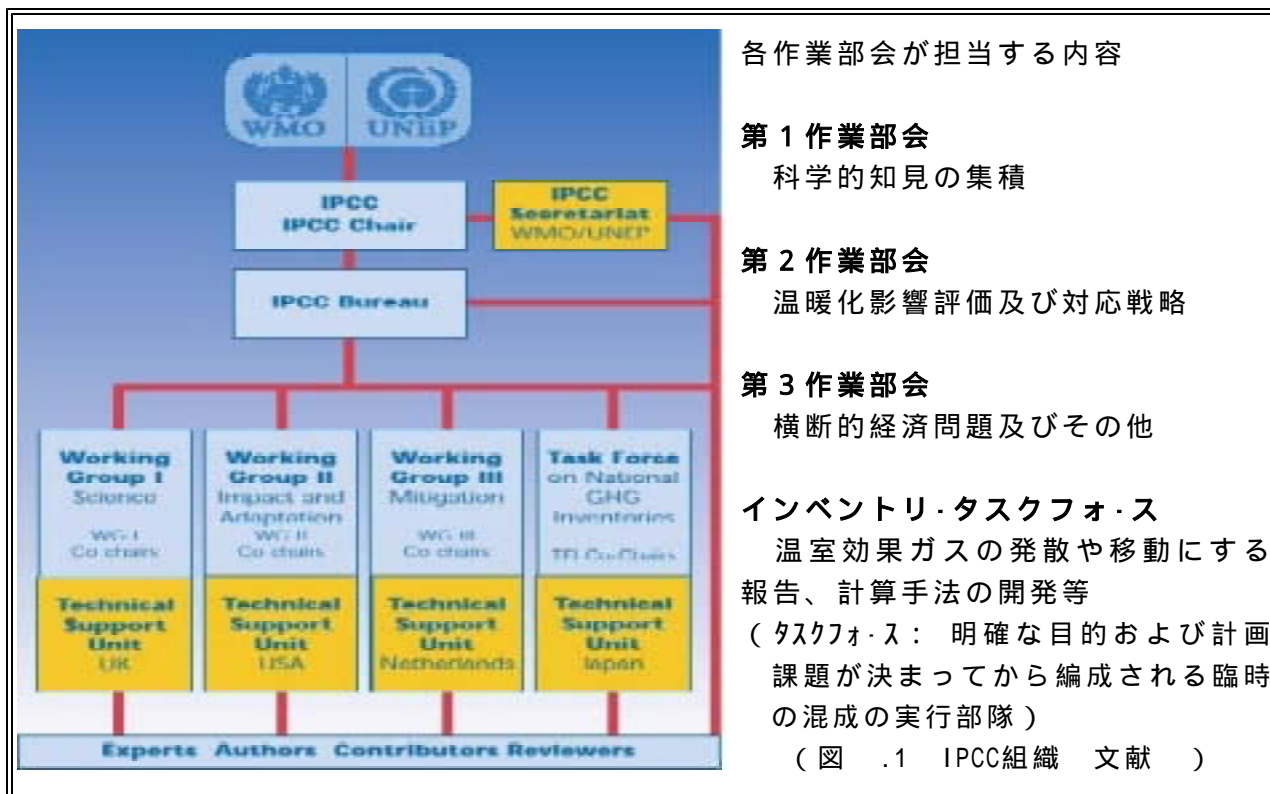 WMO UNEP
IPCC
IPCC Chair
IPCC
Secretariat
WMO/UNEP
IPCC Bureau
Working
Group I
Science
WG I
Co chairs
Technical
Support
Unit
UK
Working
Group II
Impact and
Adaptation
WG II
Co chairs
Technical
Support
Unit
USA
Working
Group III
Mitigation
WG III
Co chairs
Technical
Support
Unit
Netherlands
Task Force
on National
GHG
Inventories
TFI Co-Chairs
Technical
Support
Unit
Japan
Experts Authors Contributors Reviewers
各作業部会が担当する内容
第1作業部会
科学的知見の集積
第2作業部会
温暖化影響評価及び対応戦略
第3作業部会
横断的経済問題及びその他
インベントリ・タスクフォ・ス
温室効果ガスの発散や移動にする
報告、計算手法の開発等
(タスクフォ・ス: 明確な目的および計画
課題が決まってから編成される臨時
の混成の実行部隊)
(図 .1 IPCC組織 文献 )